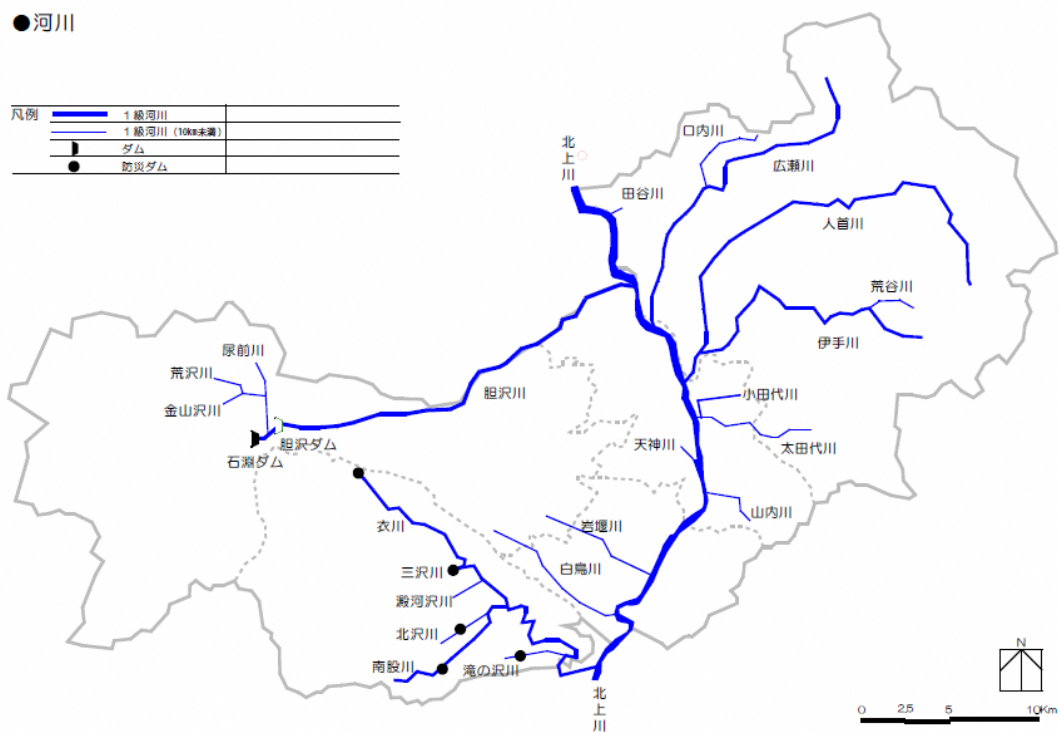 ●河川
凡例
1級河川
1級河川（10km未満）
ダム
防災ダム
北上川
口内川
広瀬川
田谷川
人首川
荒谷川
伊手川
尿前川
荒沢川
金山沢川
胆沢川
胆沢ダム
石淵ダム
小田代川
太田代川
天神川
山内川
衣川
岩堰川
白鳥川
三沢川
澱河沢川
北沢川
南股川
滝の沢川
北上川
N
0 2.5 5 10Km